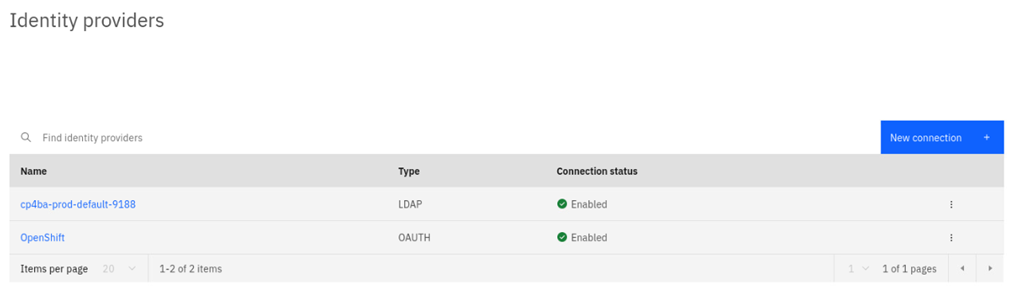 Identity providers
Find identity providers
New connection +
Name Type Connection status
cp4ba-prod-default-9188 LDAP Enabled
OpenShift OAUTH Enabled
Items per page 20 1-2 of 2 items 1 1 of 1 pages